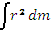 ∫r² dm